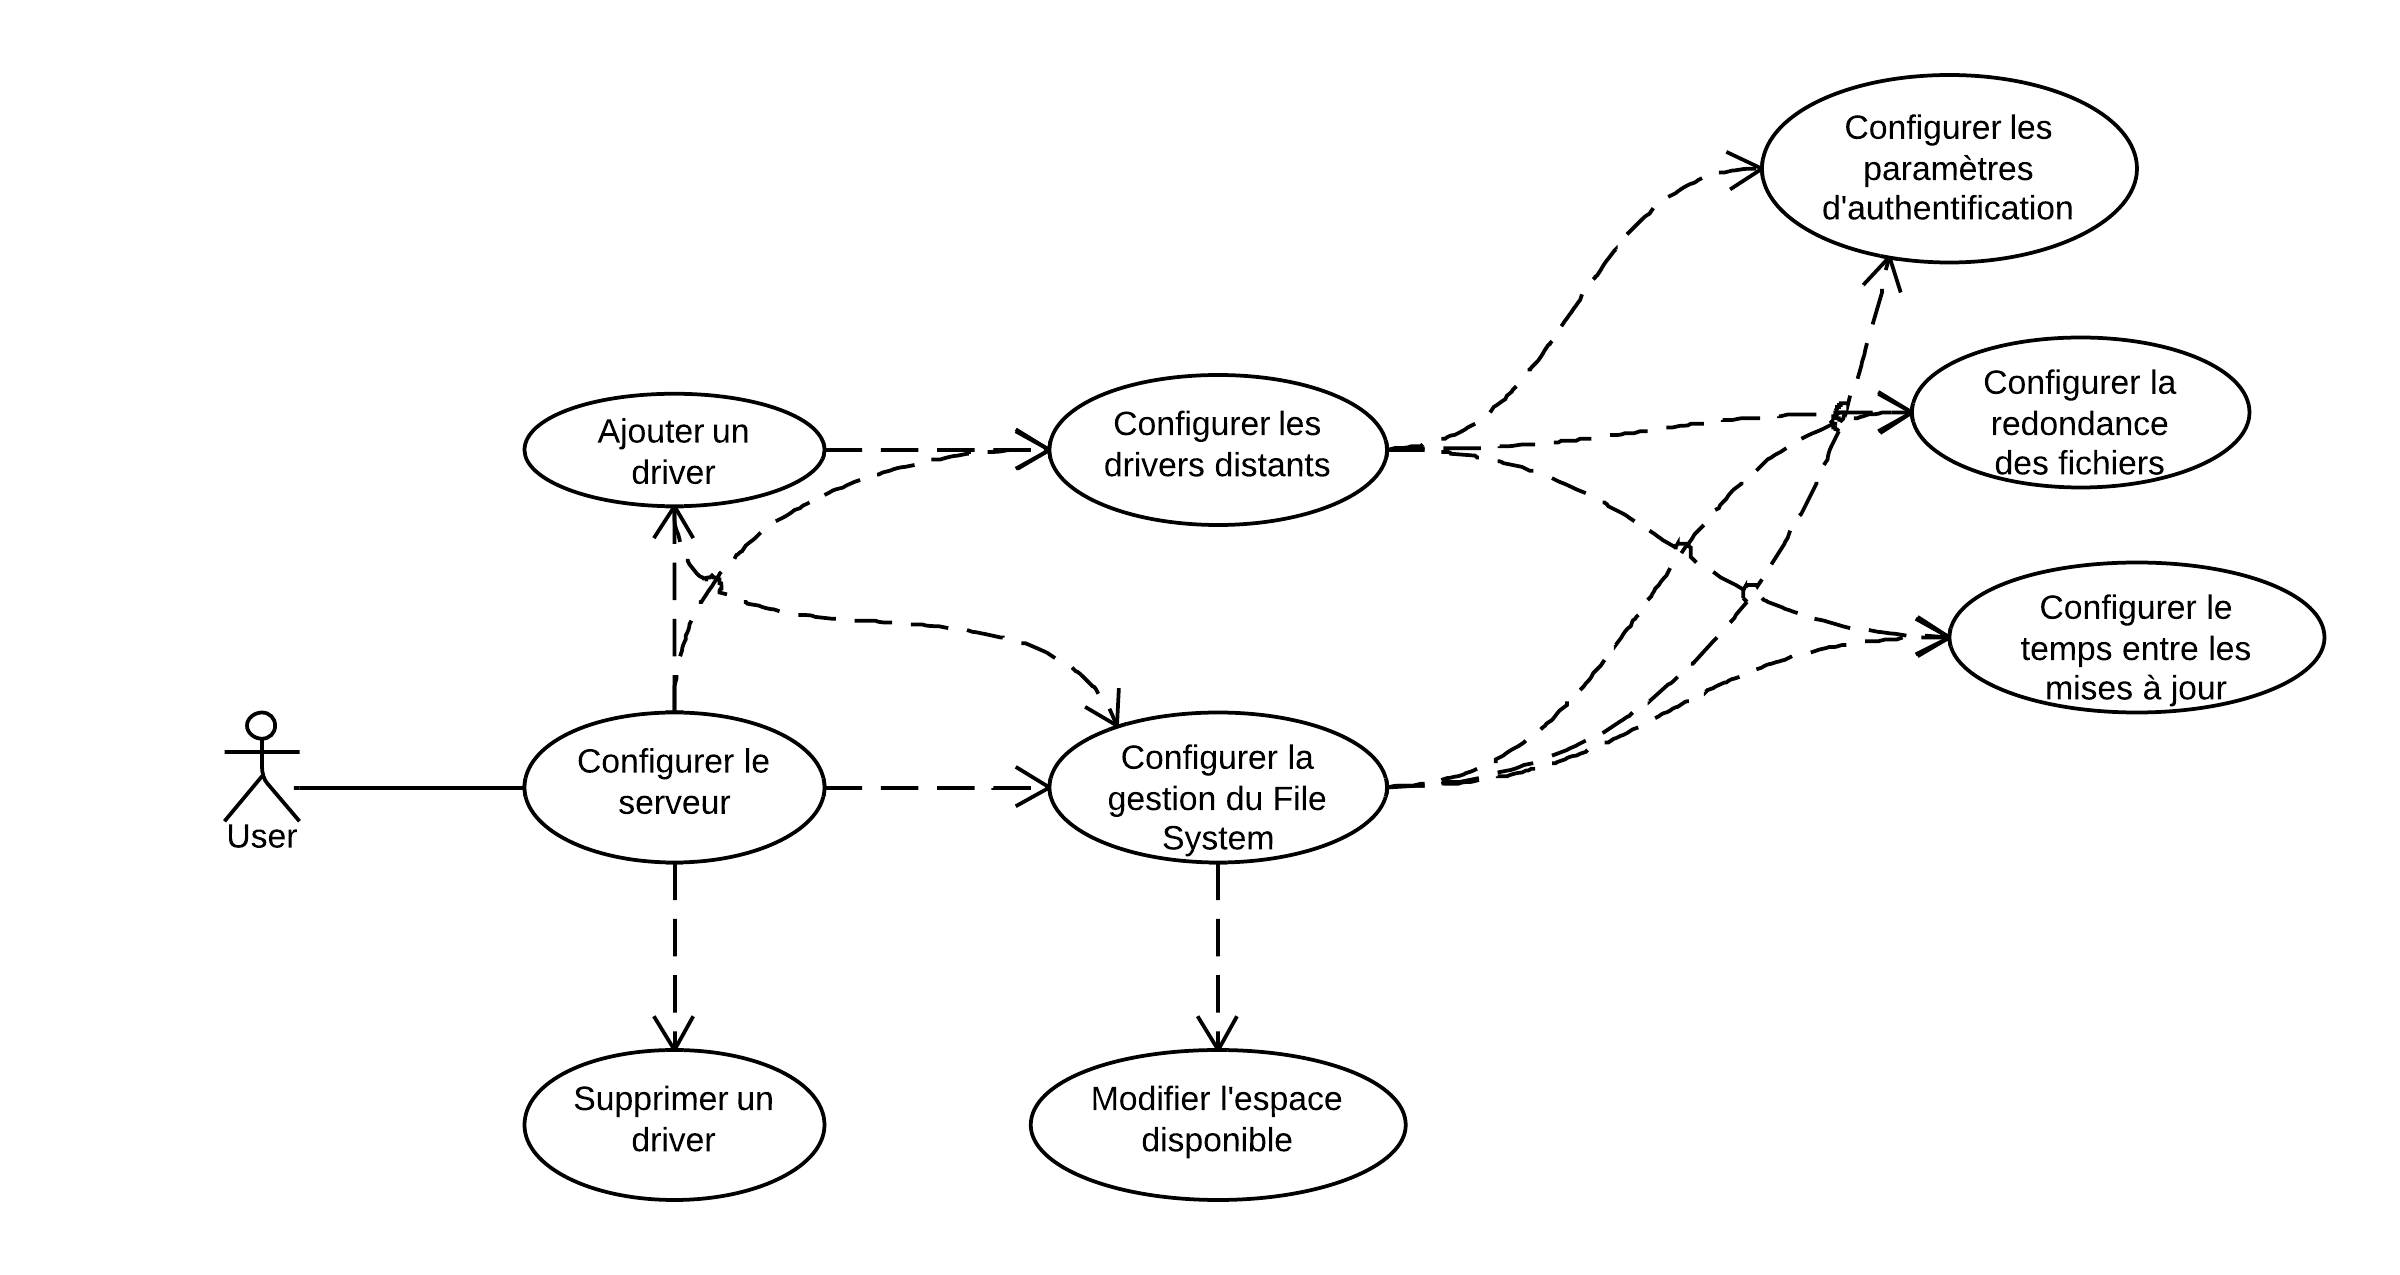 Configurer les
paramètres
d'authentification
Configurer la
redondance
des fichiers
Ajouter un
driver
Configurer les
drivers distants
Configurer le
temps entre les
mises à jour
User
Configurer le
serveur
Configurer la
gestion du File
System
Supprimer un
driver
Modifier l'espace
disponible